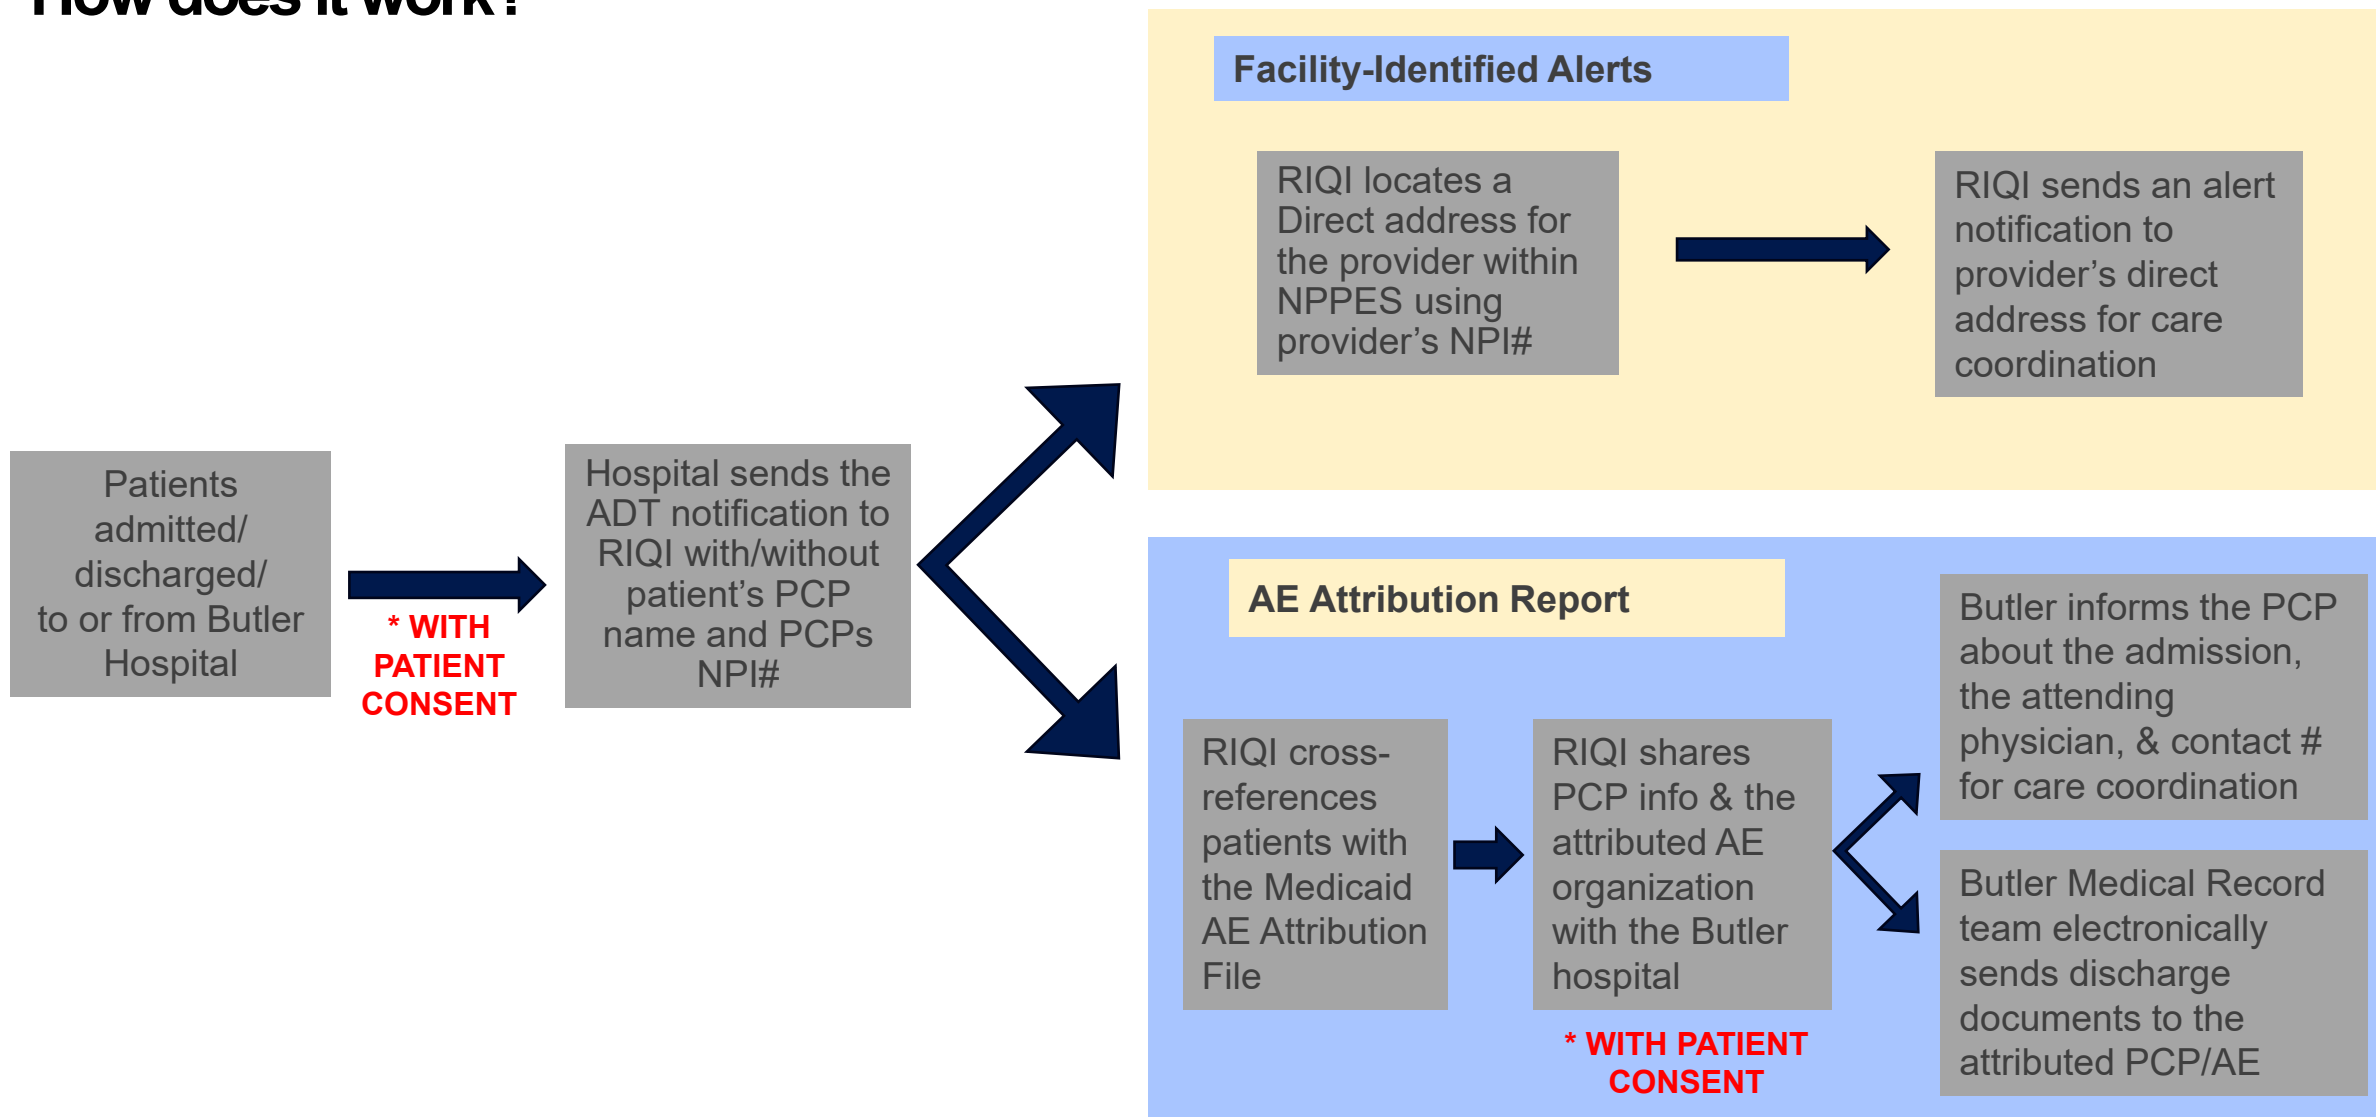 How does it work?
Facility-Identified Alerts
RIQI locates a
Direct address for
the provider within
NPPES using
provider’s NPI#
RIQI sends an alert
notification to
provider’s direct
address for care
coordination
Patients
admitted/
discharged/
to or from Butler
Hospital
* WITH
PATIENT
CONSENT
Hospital sends the
ADT notification to
RIQI with/without
patient’s PCP
name and PCPs
NPI#
AE Attribution Report
RIQI cross-
references
patients with
the Medicaid
AE Attribution
File
RIQI shares
PCP info & the
attributed AE
organization
with the Butler
hospital
* WITH PATIENT
CONSENT
Butler informs the PCP
about the admission,
the attending
physician, & contact #
for care coordination
Butler Medical Record
team electronically
sends discharge
documents to the
attributed PCP/AE